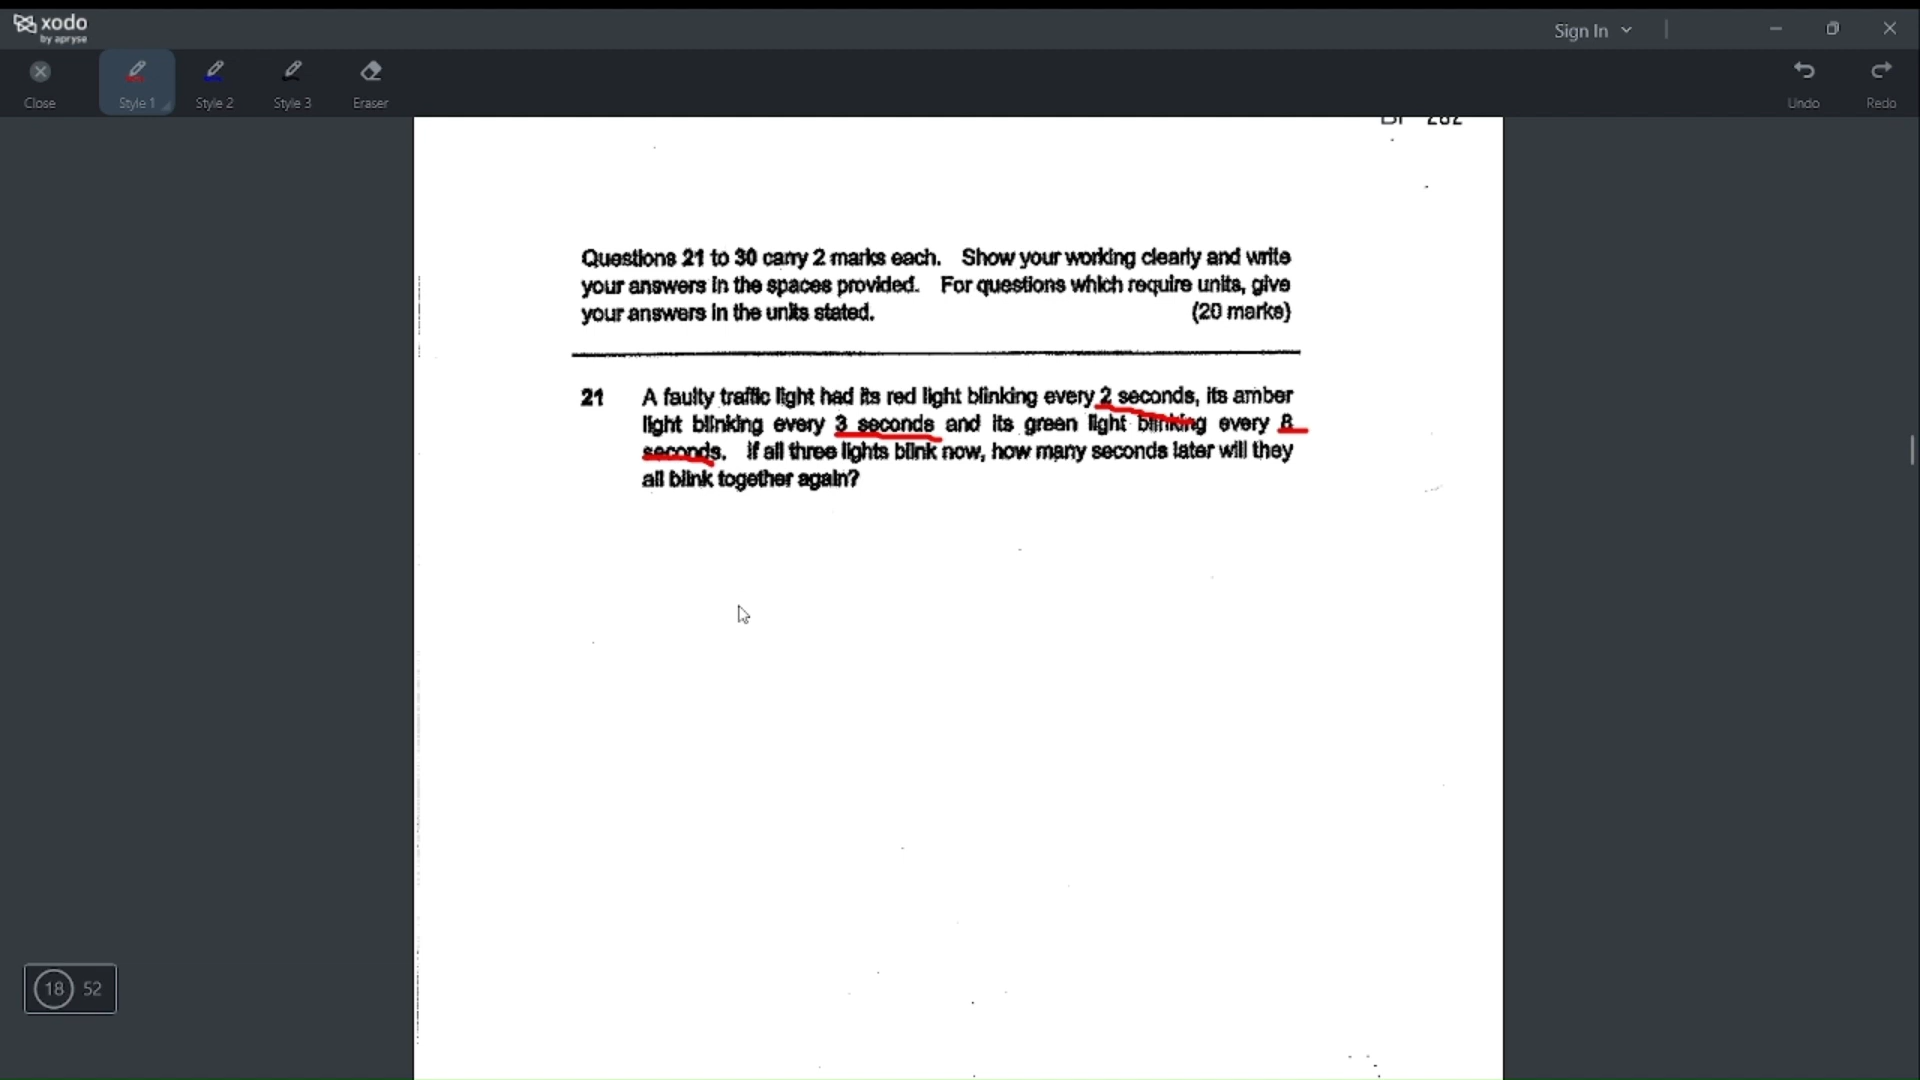 xodo
by apryse
Sign In
Close
Style 1
Style 2
Style 3
Eraser
Undo
Redo
Questions 21 to 30 carry 2 marks each. Show your working clearly and write
your answers in the spaces provided. For questions which require units, give
your answers in the units stated. (20 marks)
21 A faulty traffic light had its red light blinking every 2 seconds, its amber
light blinking every 3 seconds and its green light blinking every 8
seconds. If all three lights blink now, how many seconds later will they
all blink together again?
18 52